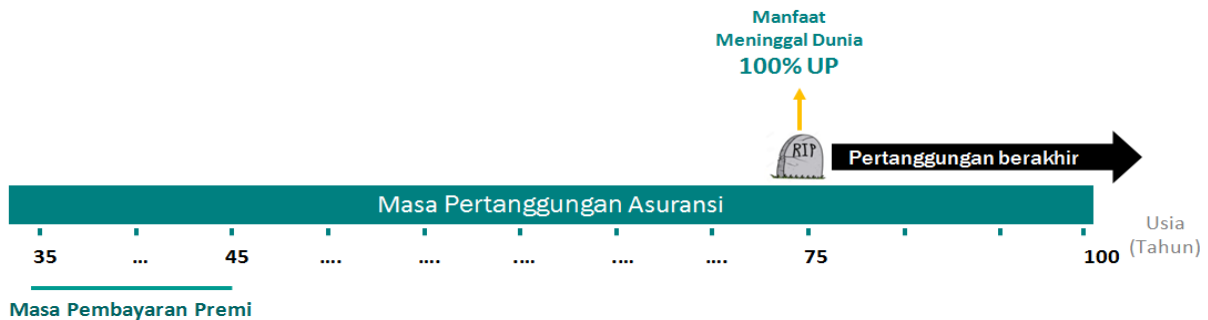 Manfaat
Meninggal Dunia
100% UP
RIP
Pertanggungan berakhir
Masa Pertanggungan Asuransi
Usia
(Tahun)
35 ... 45 .... .... .... .... .... 75 100
Masa Pembayaran Premi